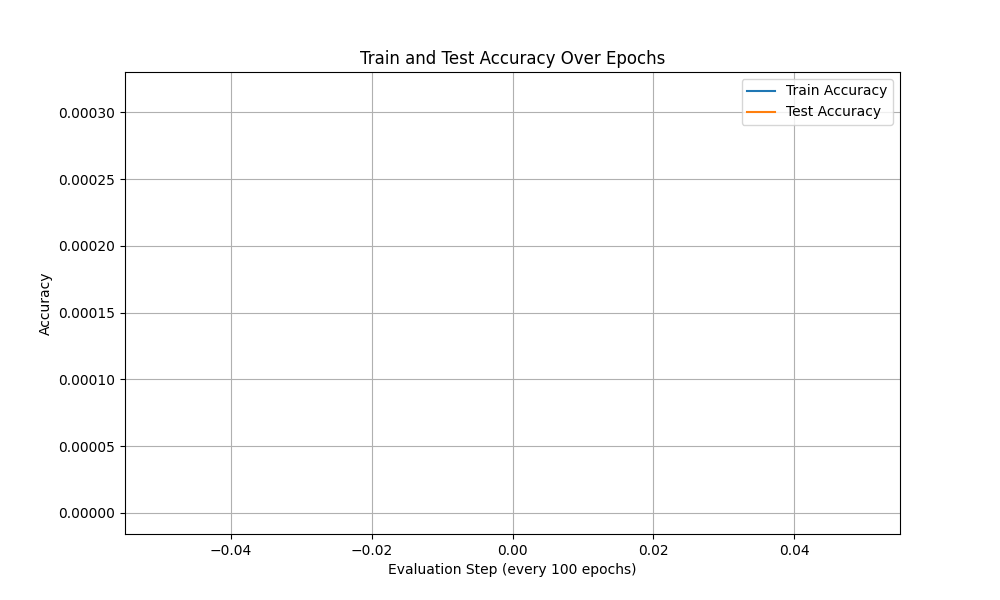 Train and Test Accuracy Over Epochs
Train Accuracy
Test Accuracy
Accuracy
0.00030
0.00025
0.00020
0.00015
0.00010
0.00005
0.00000
−0.04
−0.02
0.00
0.02
0.04
Evaluation Step (every 100 epochs)